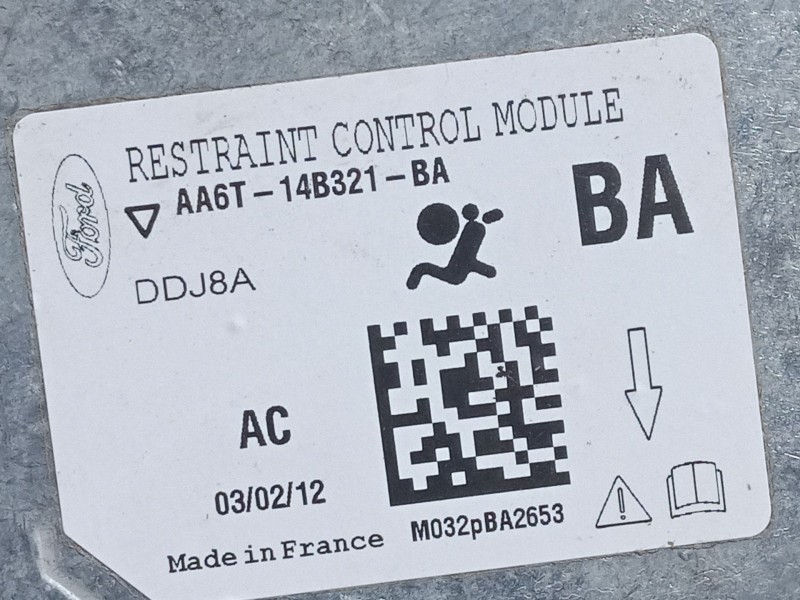 Ford
RESTRAINT CONTROL MODULE
AA6T-14B321-BA
BA
DDJ8A
AC
03/02/12
M032pBA2653
Made in France